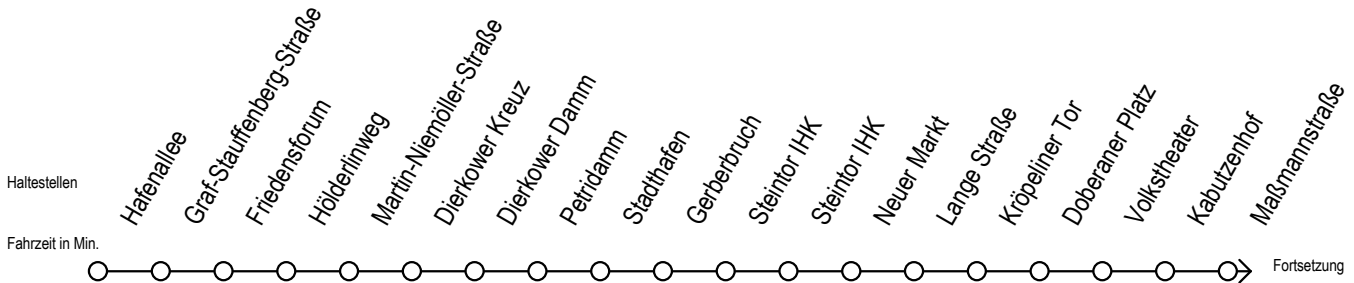 Haltestellen
Hafenallee
Graf-Stauffenberg-Straße
Friedensforum
Hölderlinweg
Martin-Niemöller-Straße
Dierkower Kreuz
Dierkower Damm
Petridamm
Stadthafen
Gerberbruch
Steintor IHK
Steintor IHK
Neuer Markt
Lange Straße
Kröpeliner Tor
Doberaner Platz
Volkstheater
Kabutzenhof
Maßmannstraße
Fahrzeit in Min.
Fortsetzung